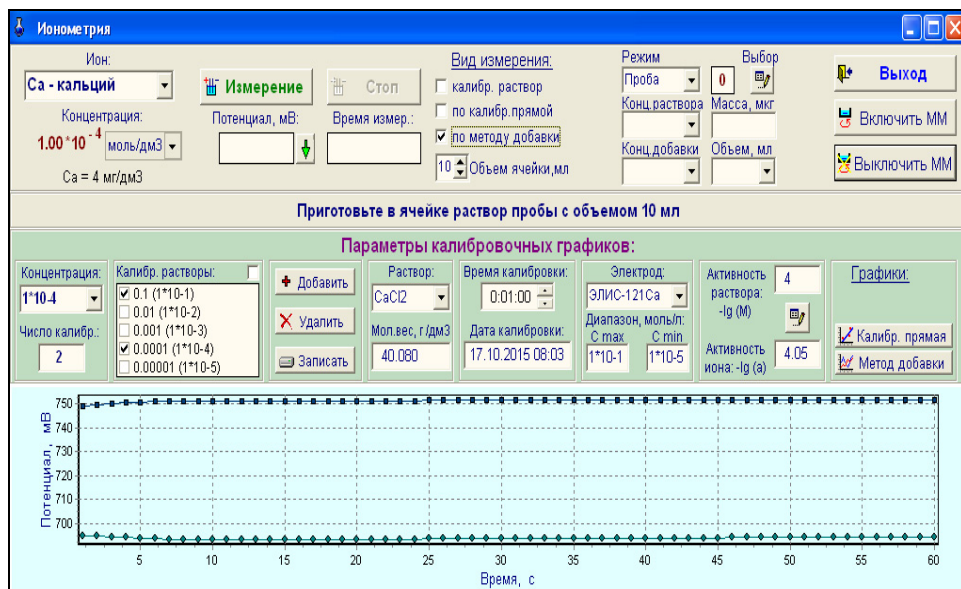 Ионометрия
Ион:
Ca - кальций
Концентрация:
1.00*10 -4 моль/дм3
Ca = 4 мг/дм3
Измерение
Стоп
Потенциал, мВ:
Время измер.:
Вид измерения:
калибр. раствор
по калибр.прямой
по методу добавки
10 Объем ячейки,мл
Режим
Выбор
Проба
0
Конц.раствора
Масса, мкг
Конц.добавки
Объем, мл
Выход
Включить ММ
Выключить ММ
Приготовьте в ячейке раствор пробы с объемом 10 мл
Параметры калибровочных графиков:
Концентрация:
1*10-4
Число калибр.:
2
Калибр. растворы:
0.1 (1*10-1)
0.01 (1*10-2)
0.001 (1*10-3)
0.0001 (1*10-4)
0.00001 (1*10-5)
Добавить
Удалить
Записать
Раствор:
CaCl2
Мол.вес, г/дм3
40.080
Время калибровки:
0:01:00
Дата калибровки:
17.10.2015 08:03
Электрод:
ЭЛИС-121Ca
Диапазон, моль/л:
C max C min
1*10-1 1*10-5
Активность
раствора:
-lg (M)
4
Активность
иона: -lg (a)
4.05
Графики:
Калибр. прямая
Метод добавки
Потенциал, мВ
750
740
730
720
710
700
5 10 15 20 25 30 35 40 45 50 55 60
Время, с